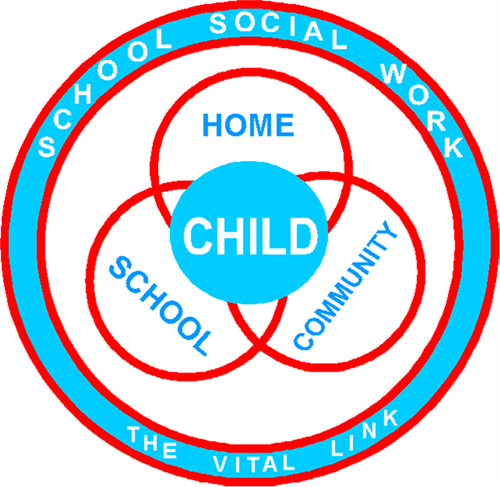 SCHOOL SOCIAL WORK
HOME
CHILD
SCHOOL
COMMUNITY
THE VITAL LINK